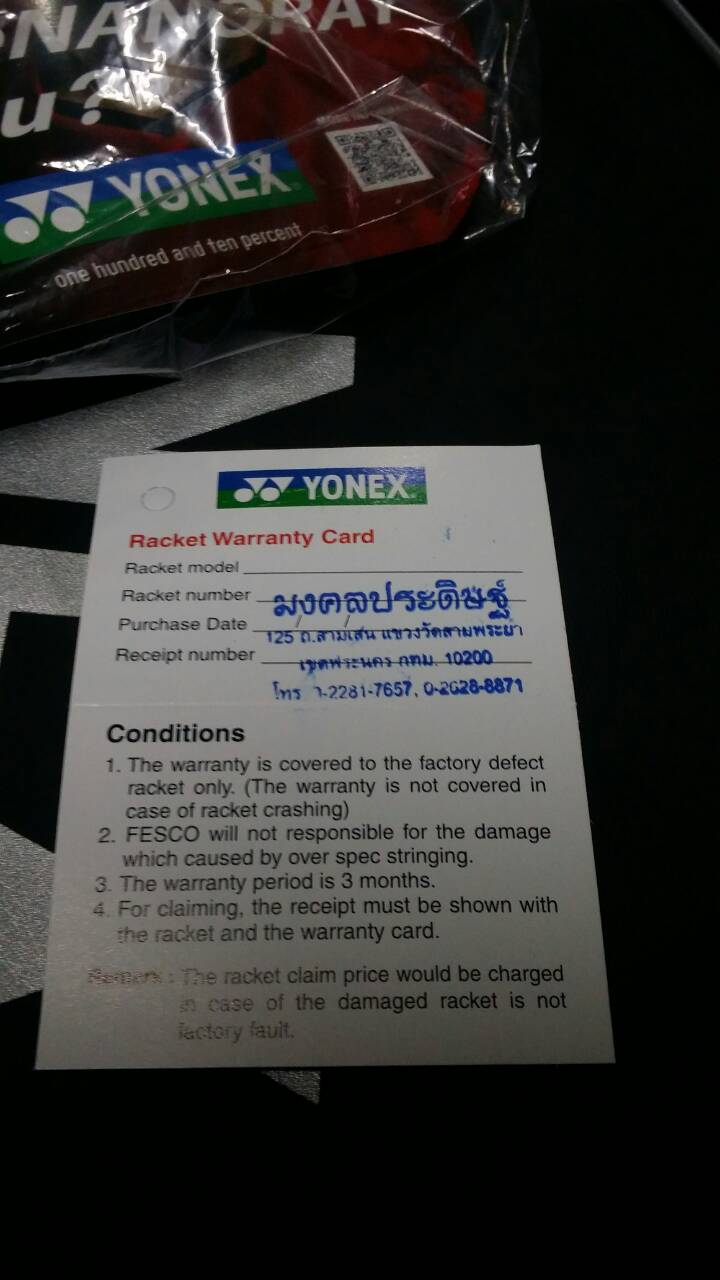 NANORAY
u?
YONEX
one hundred and ten percent
YONEX
Racket Warranty Card
Racket model
Racket number
มงคลประดิษฐ์
Purchase Date
125 ถ.สามเสน แขวงวัดสามพระยา
Receipt number
เขตพระนคร กทม. 10200
โทร -2281-7657, 0-2628-8871
Conditions
1. The warranty is covered to the factory defect
racket only. (The warranty is not covered in
case of racket crashing)
2. FESCO will not responsible for the damage
which caused by over spec stringing.
3. The warranty period is 3 months.
4. For claiming, the receipt must be shown with
the racket and the warranty card.
Remark : The racket claim price would be charged
in case of the damaged racket is not
factory fault.